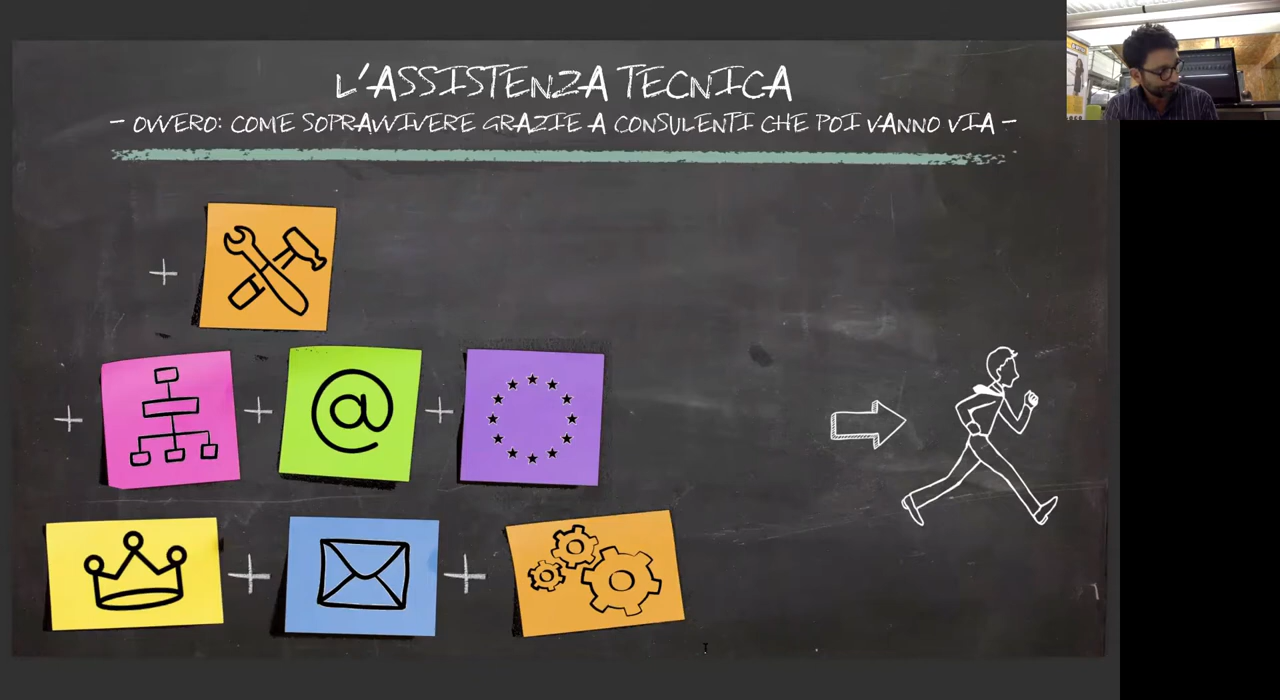 L'ASSISTENZA TECNICA
- OVVERO: COME SOPRAVVIVERE GRAZIE A CONSULENTI CHE POI VANNO VIA -
@